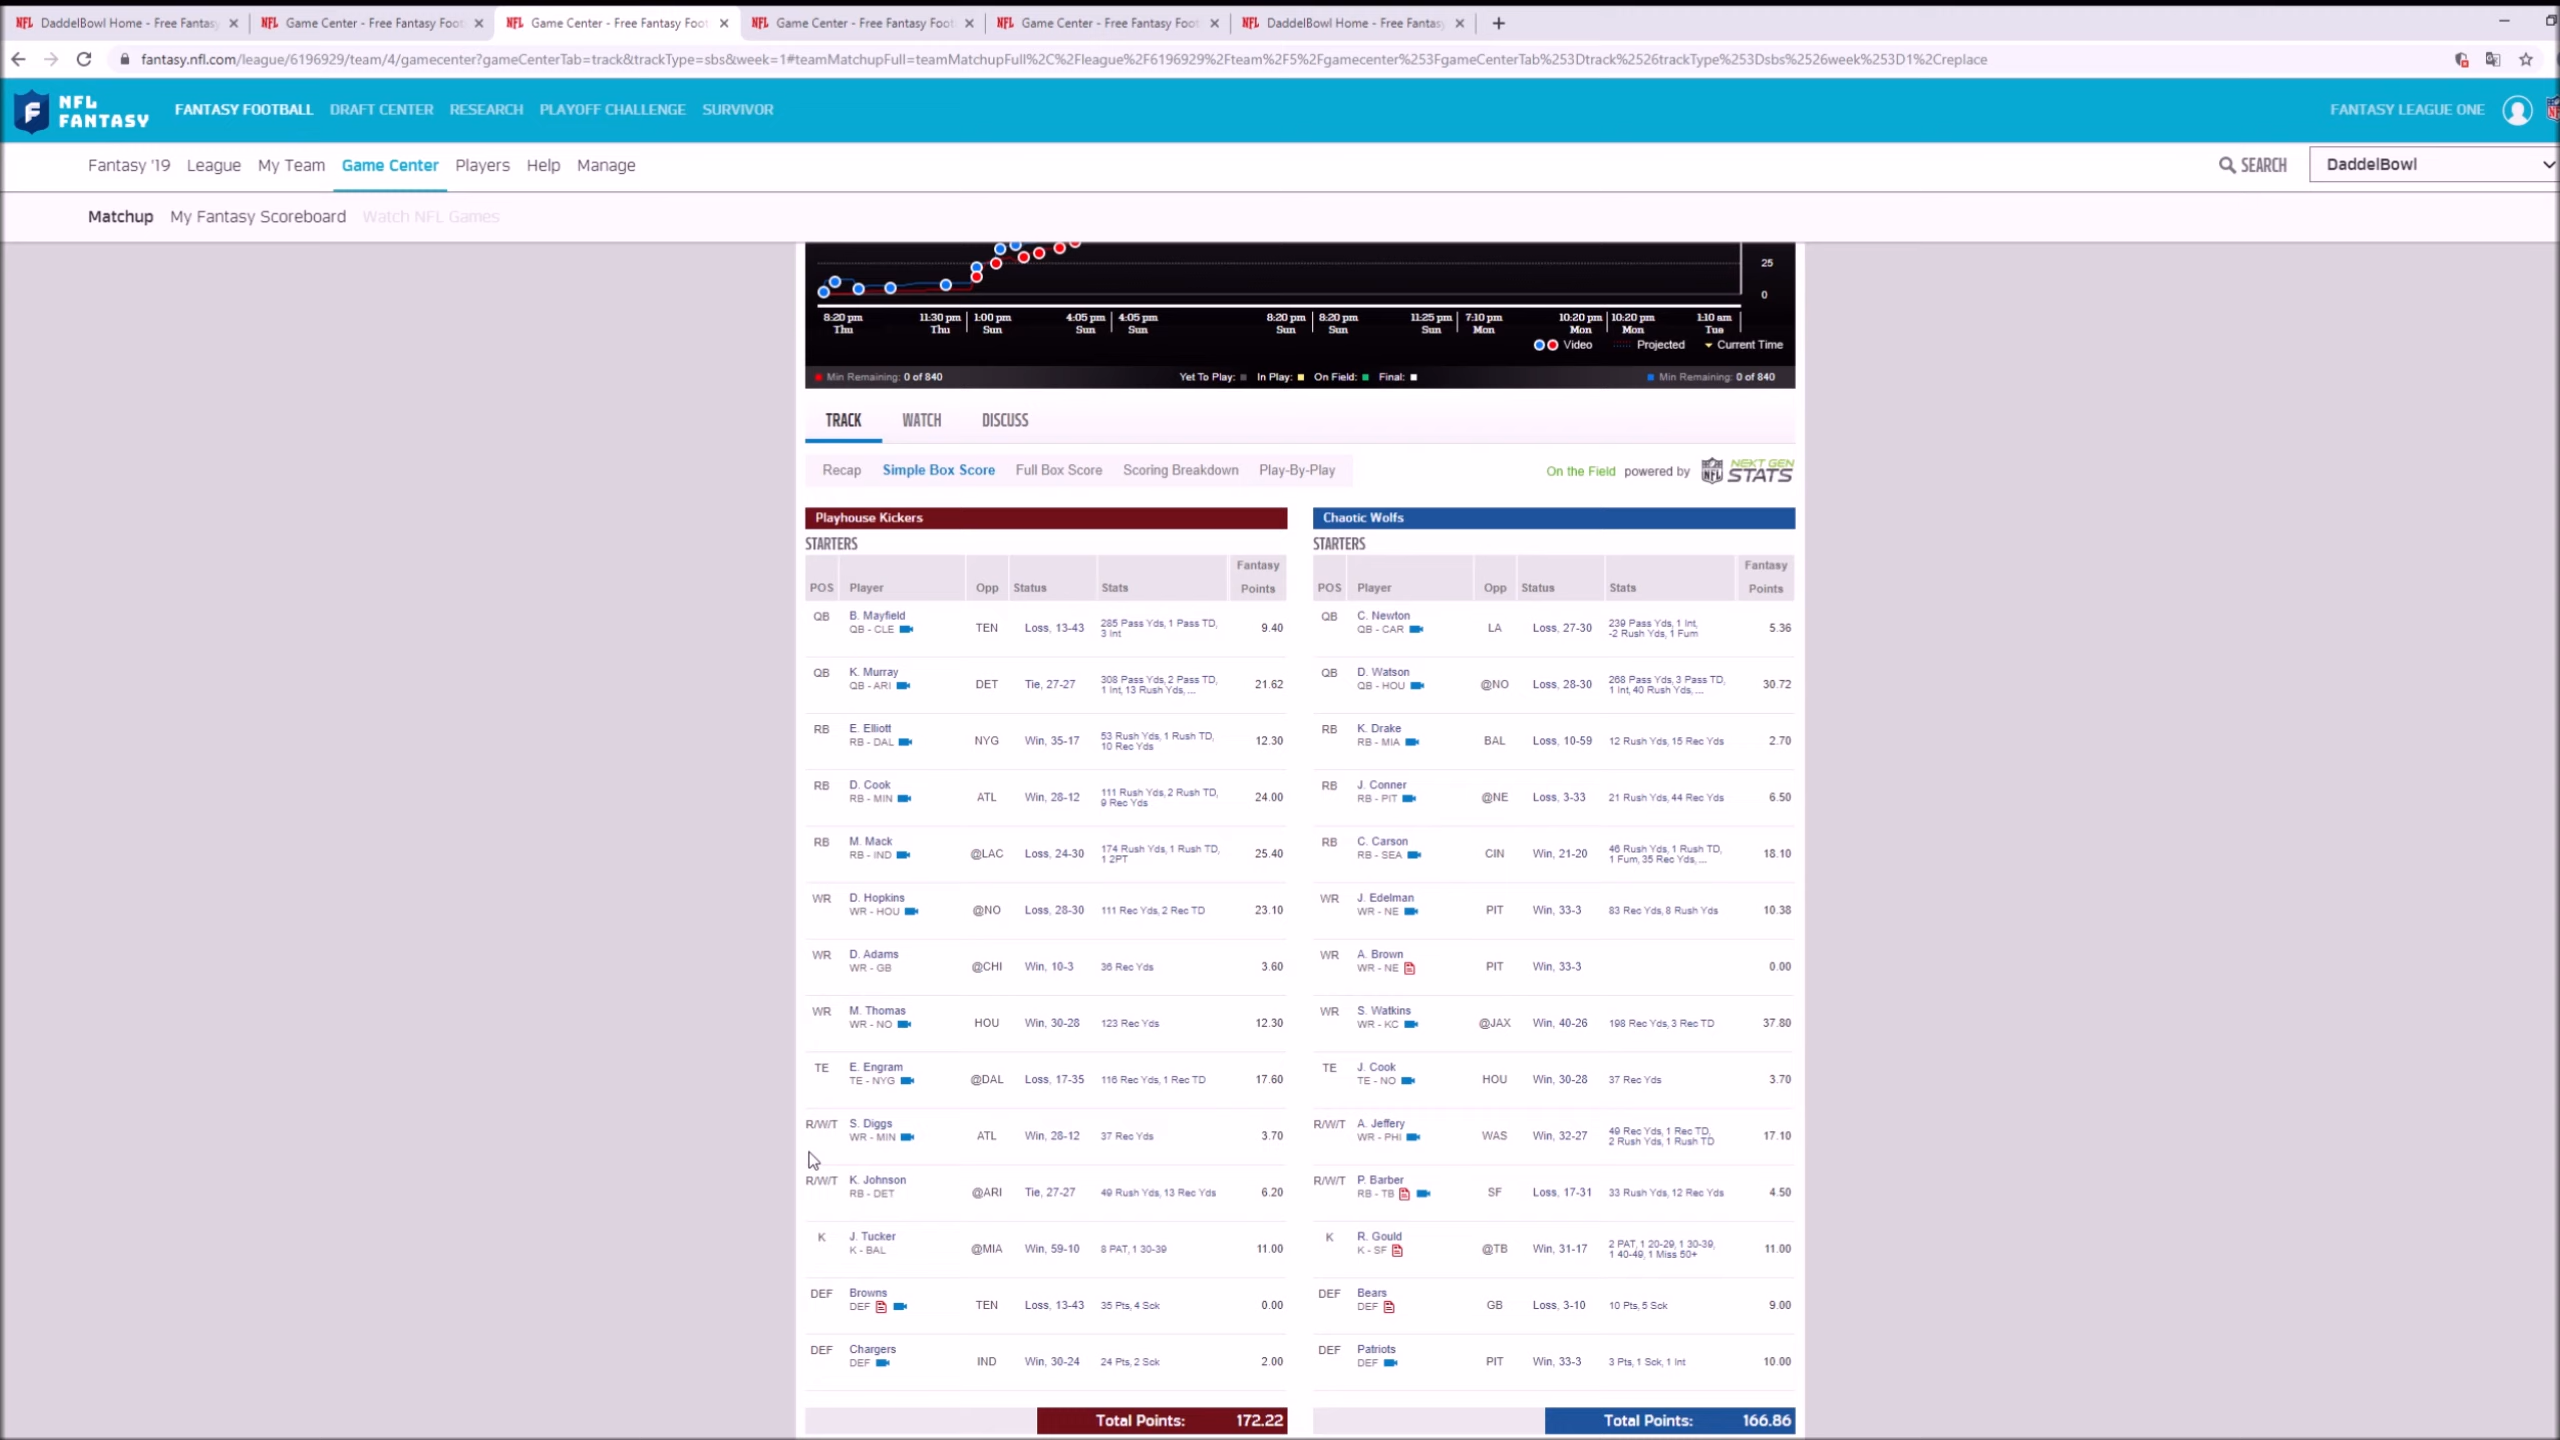 DaddelBowl Home - Free Fantasy
Game Center - Free Fantasy Foot
Game Center - Free Fantasy Foot
Game Center - Free Fantasy Foot
Game Center - Free Fantasy Foot
DaddelBowl Home - Free Fantasy
fantasy.nfl.com/league/6196929/team/4/gamecenter?gameCenterTab=track&trackType=sbs&week=1#teamMatchupFull=teamMatchupFull%2C%2Fleague%2F6196929%2Fteam%2F5%2Fgamecenter%253FgameCenterTab%253Dtrack%2526trackType%253Dsbs%2526week%253D1%2Creplace
NFL FANTASY
FANTASY FOOTBALL DRAFT CENTER RESEARCH PLAYOFF CHALLENGE SURVIVOR
FANTASY LEAGUE ONE
Fantasy '19 League My Team Game Center Players Help Manage
SEARCH DaddelBowl
Matchup My Fantasy Scoreboard Watch NFL Games
25
0
8:20 pm Thu 11:30 pm Thu 1:00 pm Sun 4:05 pm Sun 4:05 pm Sun 8:20 pm Sun 8:20 pm Sun 11:25 pm Sun 7:10 pm Mon 10:20 pm Mon 10:20 pm Mon 1:10 am Tue
Video Projected Current Time
Min Remaining: 0 of 840 Yet To Play: In Play: On Field: Final: Min Remaining: 0 of 840
TRACK WATCH DISCUSS
Recap Simple Box Score Full Box Score Scoring Breakdown Play-By-Play
On the Field powered by NFL NEXT GEN STATS
Playhouse Kickers
STARTERS
POS Player Opp Status Stats Fantasy Points
QB B. Mayfield QB - CLE TEN Loss, 13-43 285 Pass Yds, 1 Pass TD, 3 Int 9.40
QB K. Murray QB - ARI DET Tie, 27-27 308 Pass Yds, 2 Pass TD, 1 Int, 13 Rush Yds, ... 21.62
RB E. Elliott RB - DAL NYG Win, 35-17 53 Rush Yds, 1 Rush TD, 10 Rec Yds 12.30
RB D. Cook RB - MIN ATL Win, 28-12 111 Rush Yds, 2 Rush TD, 9 Rec Yds 24.00
RB M. Mack RB - IND @LAC Loss, 24-30 174 Rush Yds, 1 Rush TD, 1 2PT 25.40
WR D. Hopkins WR - HOU @NO Loss, 28-30 111 Rec Yds, 2 Rec TD 23.10
WR D. Adams WR - GB @CHI Win, 10-3 36 Rec Yds 3.60
WR M. Thomas WR - NO HOU Win, 30-28 123 Rec Yds 12.30
TE E. Engram TE - NYG @DAL Loss, 17-35 116 Rec Yds, 1 Rec TD 17.60
R/W/T S. Diggs WR - MIN ATL Win, 28-12 37 Rec Yds 3.70
R/W/T K. Johnson RB - DET @ARI Tie, 27-27 49 Rush Yds, 13 Rec Yds 6.20
K J. Tucker K - BAL @MIA Win, 59-10 8 PAT, 1 30-39 11.00
DEF Browns DEF TEN Loss, 13-43 35 Pts, 4 Sck 0.00
DEF Chargers DEF IND Win, 30-24 24 Pts, 2 Sck 2.00
Total Points: 172.22
Chaotic Wolfs
STARTERS
POS Player Opp Status Stats Fantasy Points
QB C. Newton QB - CAR LA Loss, 27-30 239 Pass Yds, 1 Int, -2 Rush Yds, 1 Fum 5.36
QB D. Watson QB - HOU @NO Loss, 28-30 268 Pass Yds, 3 Pass TD, 1 Int, 40 Rush Yds, ... 30.72
RB K. Drake RB - MIA BAL Loss, 10-59 12 Rush Yds, 15 Rec Yds 2.70
RB J. Conner RB - PIT @NE Loss, 3-33 21 Rush Yds, 44 Rec Yds 6.50
RB C. Carson RB - SEA CIN Win, 21-20 46 Rush Yds, 1 Rush TD, 1 Fum, 35 Rec Yds, ... 18.10
WR J. Edelman WR - NE PIT Win, 33-3 83 Rec Yds, 8 Rush Yds 10.38
WR A. Brown WR - NE PIT Win, 33-3 0.00
WR S. Watkins WR - KC @JAX Win, 40-26 198 Rec Yds, 3 Rec TD 37.80
TE J. Cook TE - NO HOU Win, 30-28 37 Rec Yds 3.70
R/W/T A. Jeffery WR - PHI WAS Win, 32-27 49 Rec Yds, 1 Rec TD, 2 Rush Yds, 1 Rush TD 17.10
R/W/T P. Barber RB - TB SF Loss, 17-31 33 Rush Yds, 12 Rec Yds 4.50
K R. Gould K - SF @TB Win, 31-17 2 PAT, 1 20-29, 1 30-39, 1 40-49, 1 Miss 50+ 11.00
DEF Bears DEF GB Loss, 3-10 10 Pts, 5 Sck 9.00
DEF Patriots DEF PIT Win, 33-3 3 Pts, 1 Sck, 1 Int 10.00
Total Points: 166.86